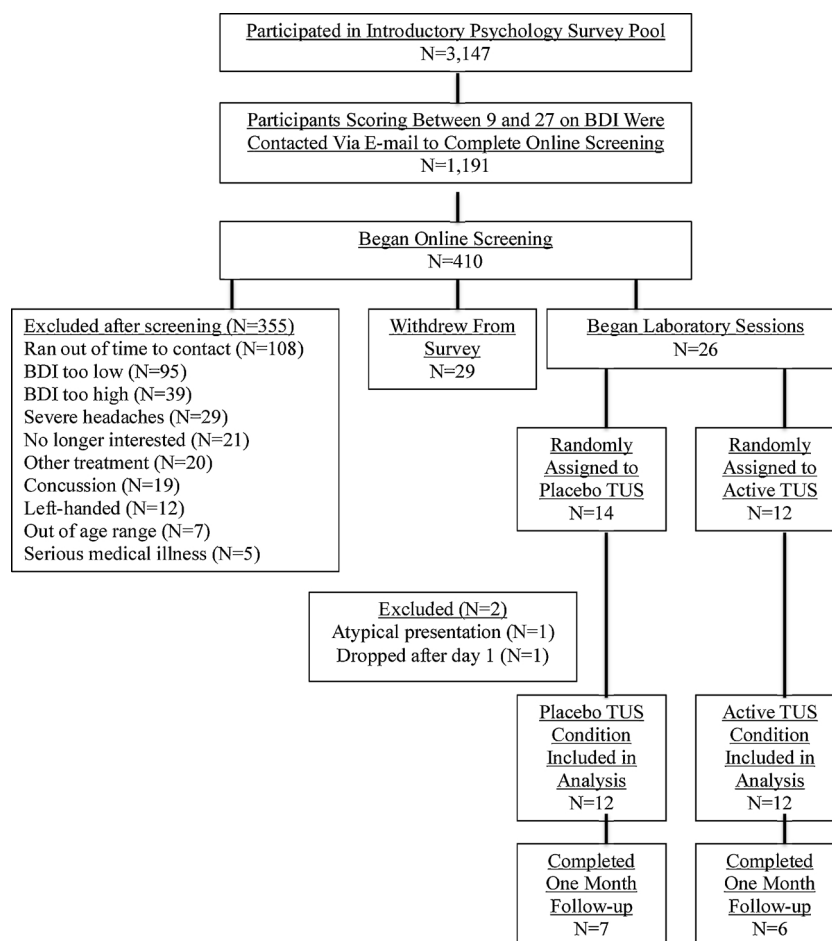 Participated in Introductory Psychology Survey Pool
N=3,147
Participants Scoring Between 9 and 27 on BDI Were
Contacted Via E-mail to Complete Online Screening
N=1,191
Began Online Screening
N=410
Excluded after screening (N=355)
Ran out of time to contact (N=108)
BDI too low (N=95)
BDI too high (N=39)
Severe headaches (N=29)
No longer interested (N=21)
Other treatment (N=20)
Concussion (N=19)
Left-handed (N=12)
Out of age range (N=7)
Serious medical illness (N=5)
Withdrew From
Survey
N=29
Began Laboratory Sessions
N=26
Randomly
Assigned to
Placebo TUS
N=14
Randomly
Assigned to
Active TUS
N=12
Excluded (N=2)
Atypical presentation (N=1)
Dropped after day 1 (N=1)
Placebo TUS
Condition
Included in
Analysis
N=12
Active TUS
Condition
Included in
Analysis
N=12
Completed
One Month
Follow-up
N=7
Completed
One Month
Follow-up
N=6